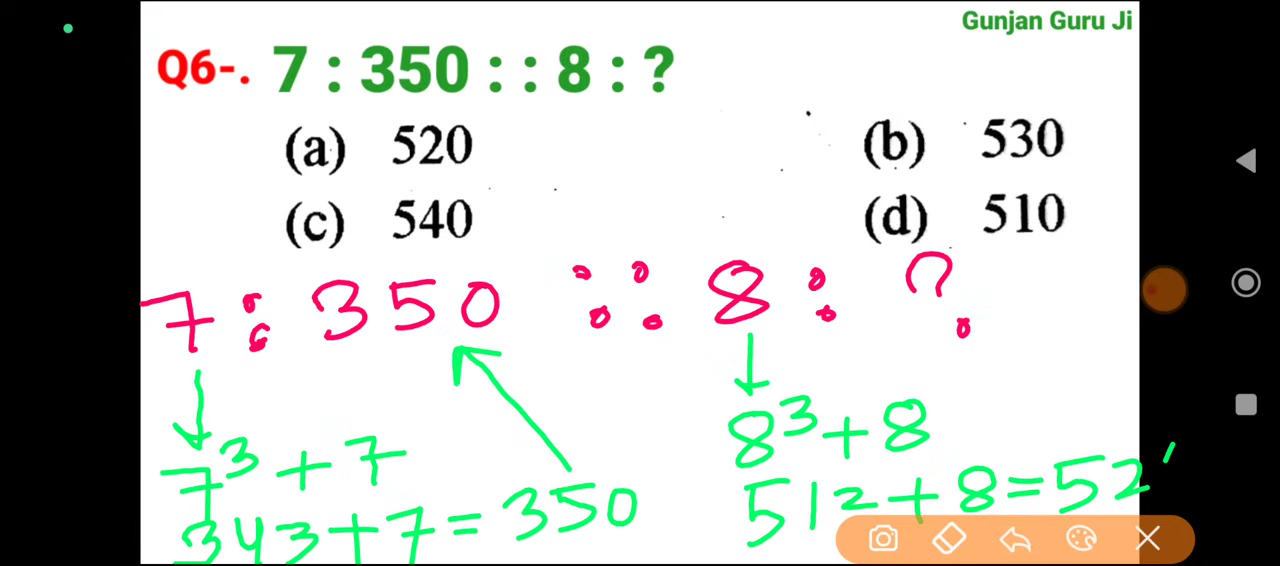 Gunjan Guru Ji
Q6-. 7 : 350 : : 8 : ?
(a) 520 (b) 530
(c) 540 (d) 510
7 : 350 :: 8 : ?
7³ + 7 8³ + 8
343 + 7 = 350 512 + 8 = 52